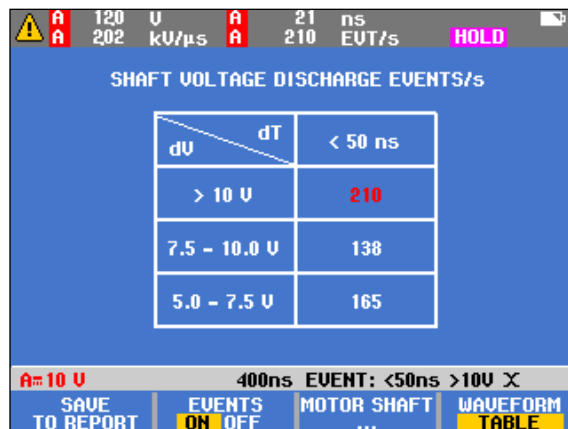 A 120 V A 21 ns
A 202 kV/µs A 210 EVT/s HOLD
SHAFT VOLTAGE DISCHARGE EVENTS/s
dV dT < 50 ns
> 10 V 210
7.5 - 10.0 V 138
5.0 - 7.5 V 165
A 10 V 400ns EVENT: <50ns >10V X
SAVE EVENTS MOTOR SHAFT WAVEFORM
TO REPORT ON OFF ... TABLE